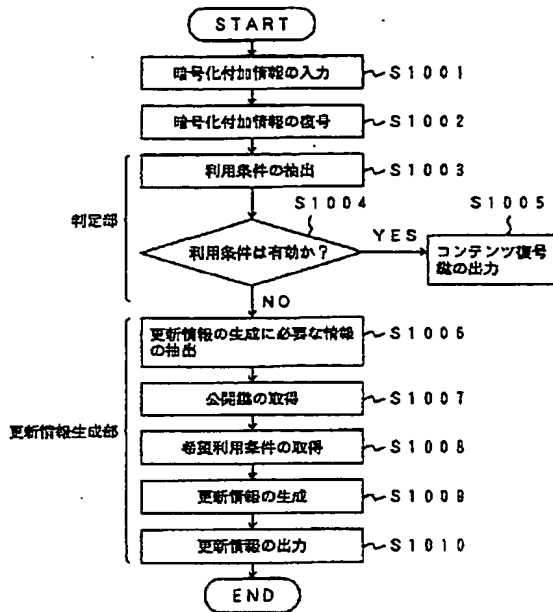 START
暗号化付加情報の入力
S1001
暗号化付加情報の復号
S1002
利用条件の抽出
S1003
判定部
S1004
利用条件は有効か?
YES
S1005
コンテンツ復号
鍵の出力
NO
更新情報の生成に必要な情報
の抽出
S1006
公開鍵の取得
S1007
更新情報生成部
希望利用条件の取得
S1008
更新情報の生成
S1009
更新情報の出力
S1010
END